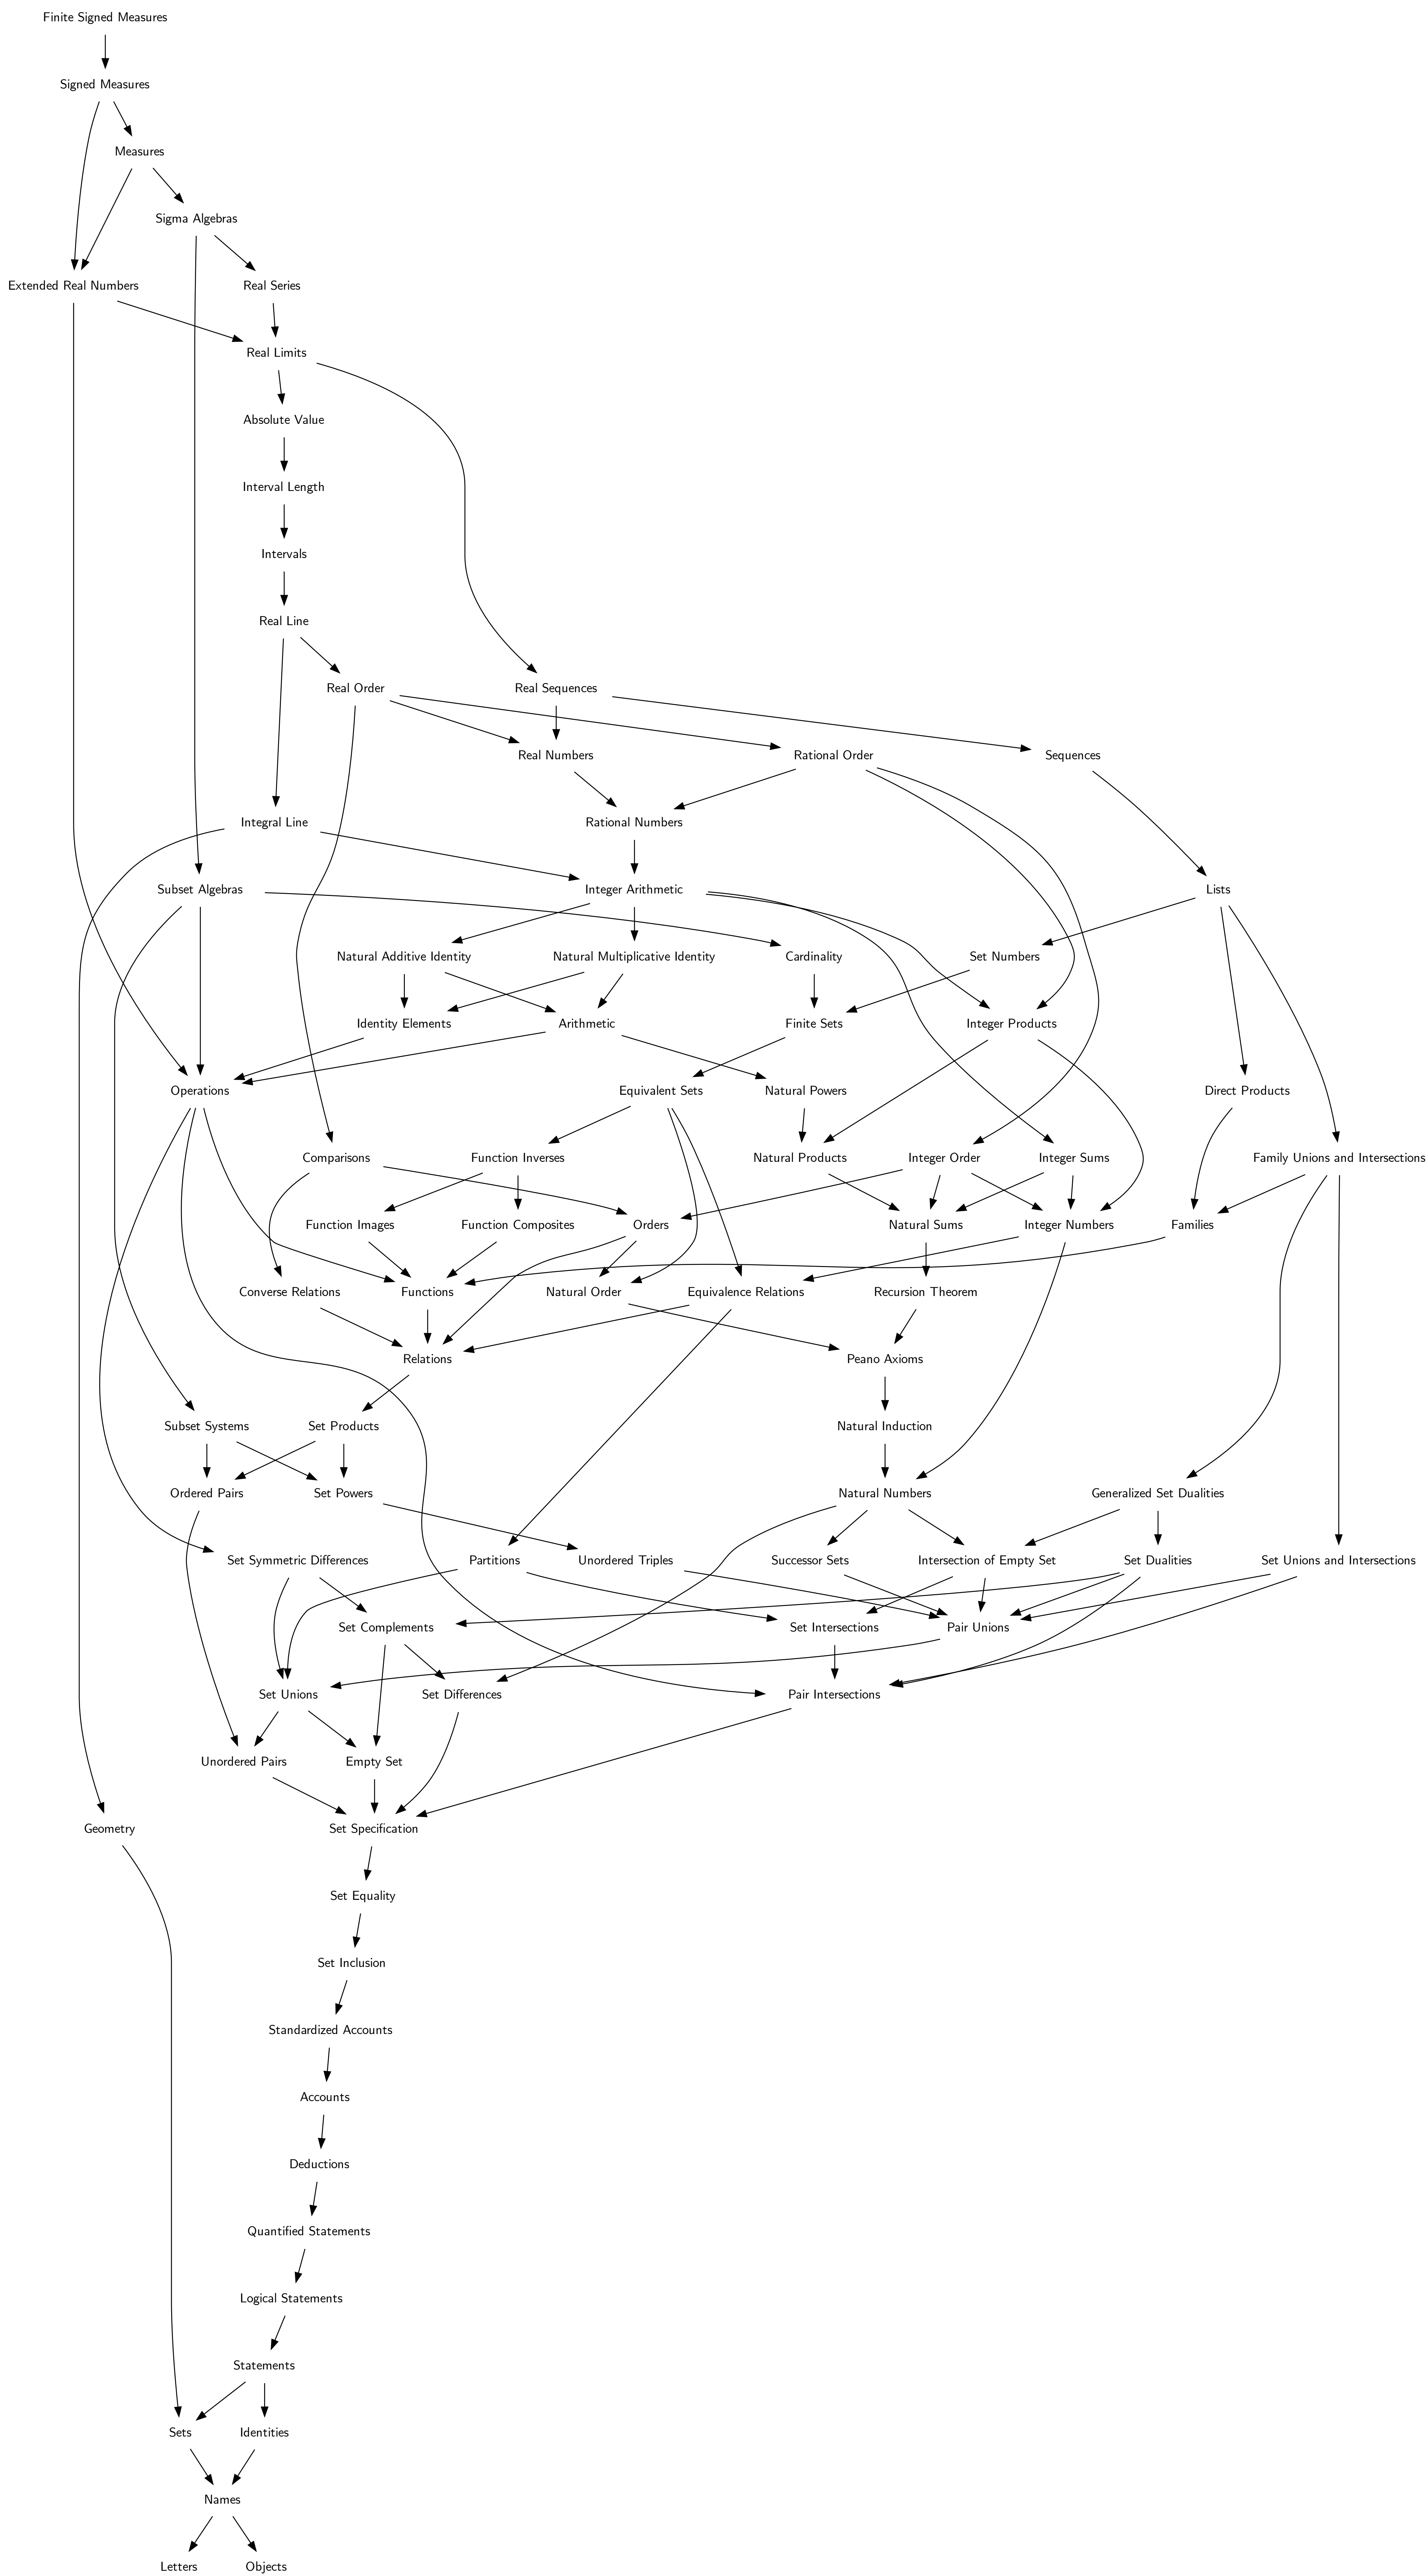 Finite Signed Measures
Signed Measures
Measures
Sigma Algebras
Extended Real Numbers
Real Series
Real Limits
Absolute Value
Interval Length
Intervals
Real Line
Real Order
Real Sequences
Real Numbers
Rational Order
Sequences
Integral Line
Rational Numbers
Subset Algebras
Integer Arithmetic
Lists
Natural Additive Identity
Natural Multiplicative Identity
Cardinality
Set Numbers
Identity Elements
Arithmetic
Finite Sets
Integer Products
Operations
Equivalent Sets
Natural Powers
Direct Products
Comparisons
Function Inverses
Natural Products
Integer Order
Integer Sums
Family Unions and Intersections
Function Images
Function Composites
Orders
Natural Sums
Integer Numbers
Families
Converse Relations
Functions
Natural Order
Equivalence Relations
Recursion Theorem
Relations
Peano Axioms
Subset Systems
Set Products
Natural Induction
Ordered Pairs
Set Powers
Natural Numbers
Generalized Set Dualities
Set Symmetric Differences
Partitions
Unordered Triples
Successor Sets
Intersection of Empty Set
Set Dualities
Set Unions and Intersections
Set Complements
Set Intersections
Pair Unions
Set Unions
Set Differences
Pair Intersections
Unordered Pairs
Empty Set
Geometry
Set Specification
Set Equality
Set Inclusion
Standardized Accounts
Accounts
Deductions
Quantified Statements
Logical Statements
Statements
Sets
Identities
Names
Letters
Objects